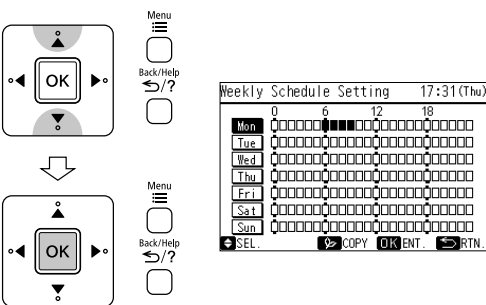 Menu
Back/Help
/?
OK
Menu
Back/Help
/?
OK
Weekly Schedule Setting 17:31(Thu)
0 6 12 18
Mon
Tue
Wed
Thu
Fri
Sat
Sun
SEL. COPY OK ENT. RTN.